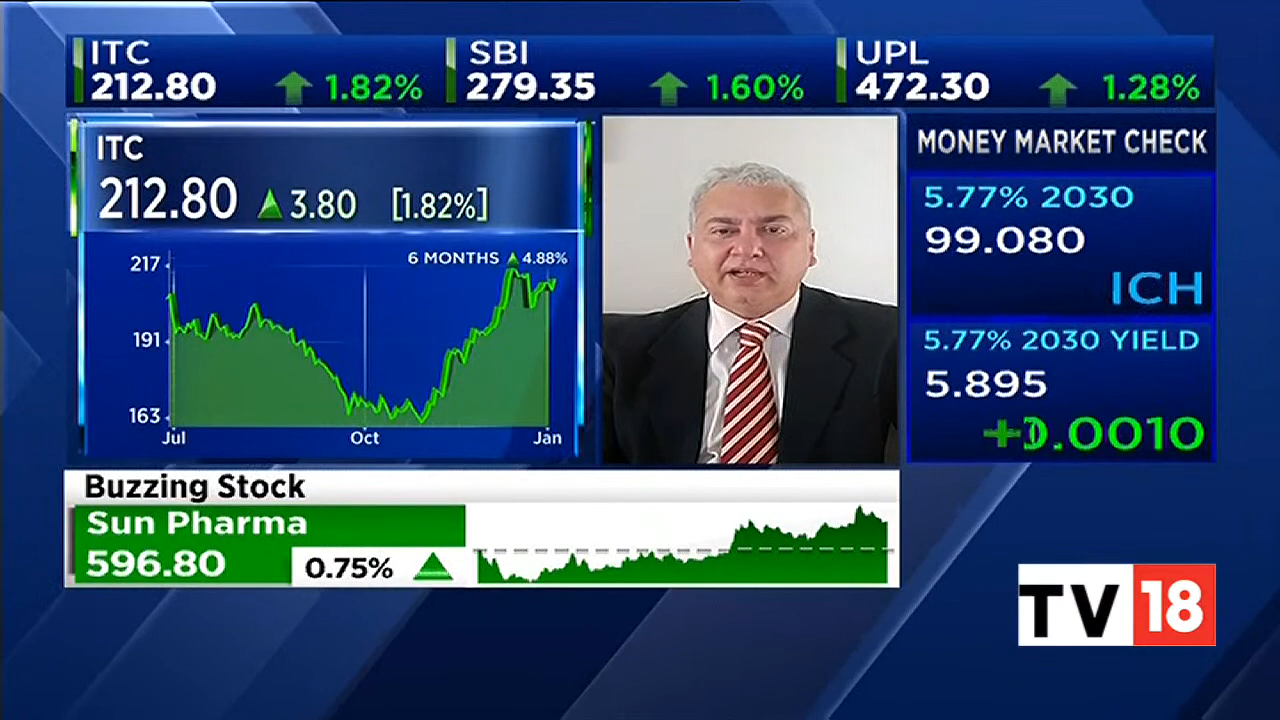 ITC
212.80 1.82%
SBI
279.35 1.60%
UPL
472.30 1.28%
ITC
212.80 3.80 [1.82%]
6 MONTHS 4.88%
217
191
163
Jul Oct Jan
MONEY MARKET CHECK
5.77% 2030
99.080
ICH
5.77% 2030 YIELD
5.895
+0.0010
Buzzing Stock
Sun Pharma
596.80 0.75%
TV18